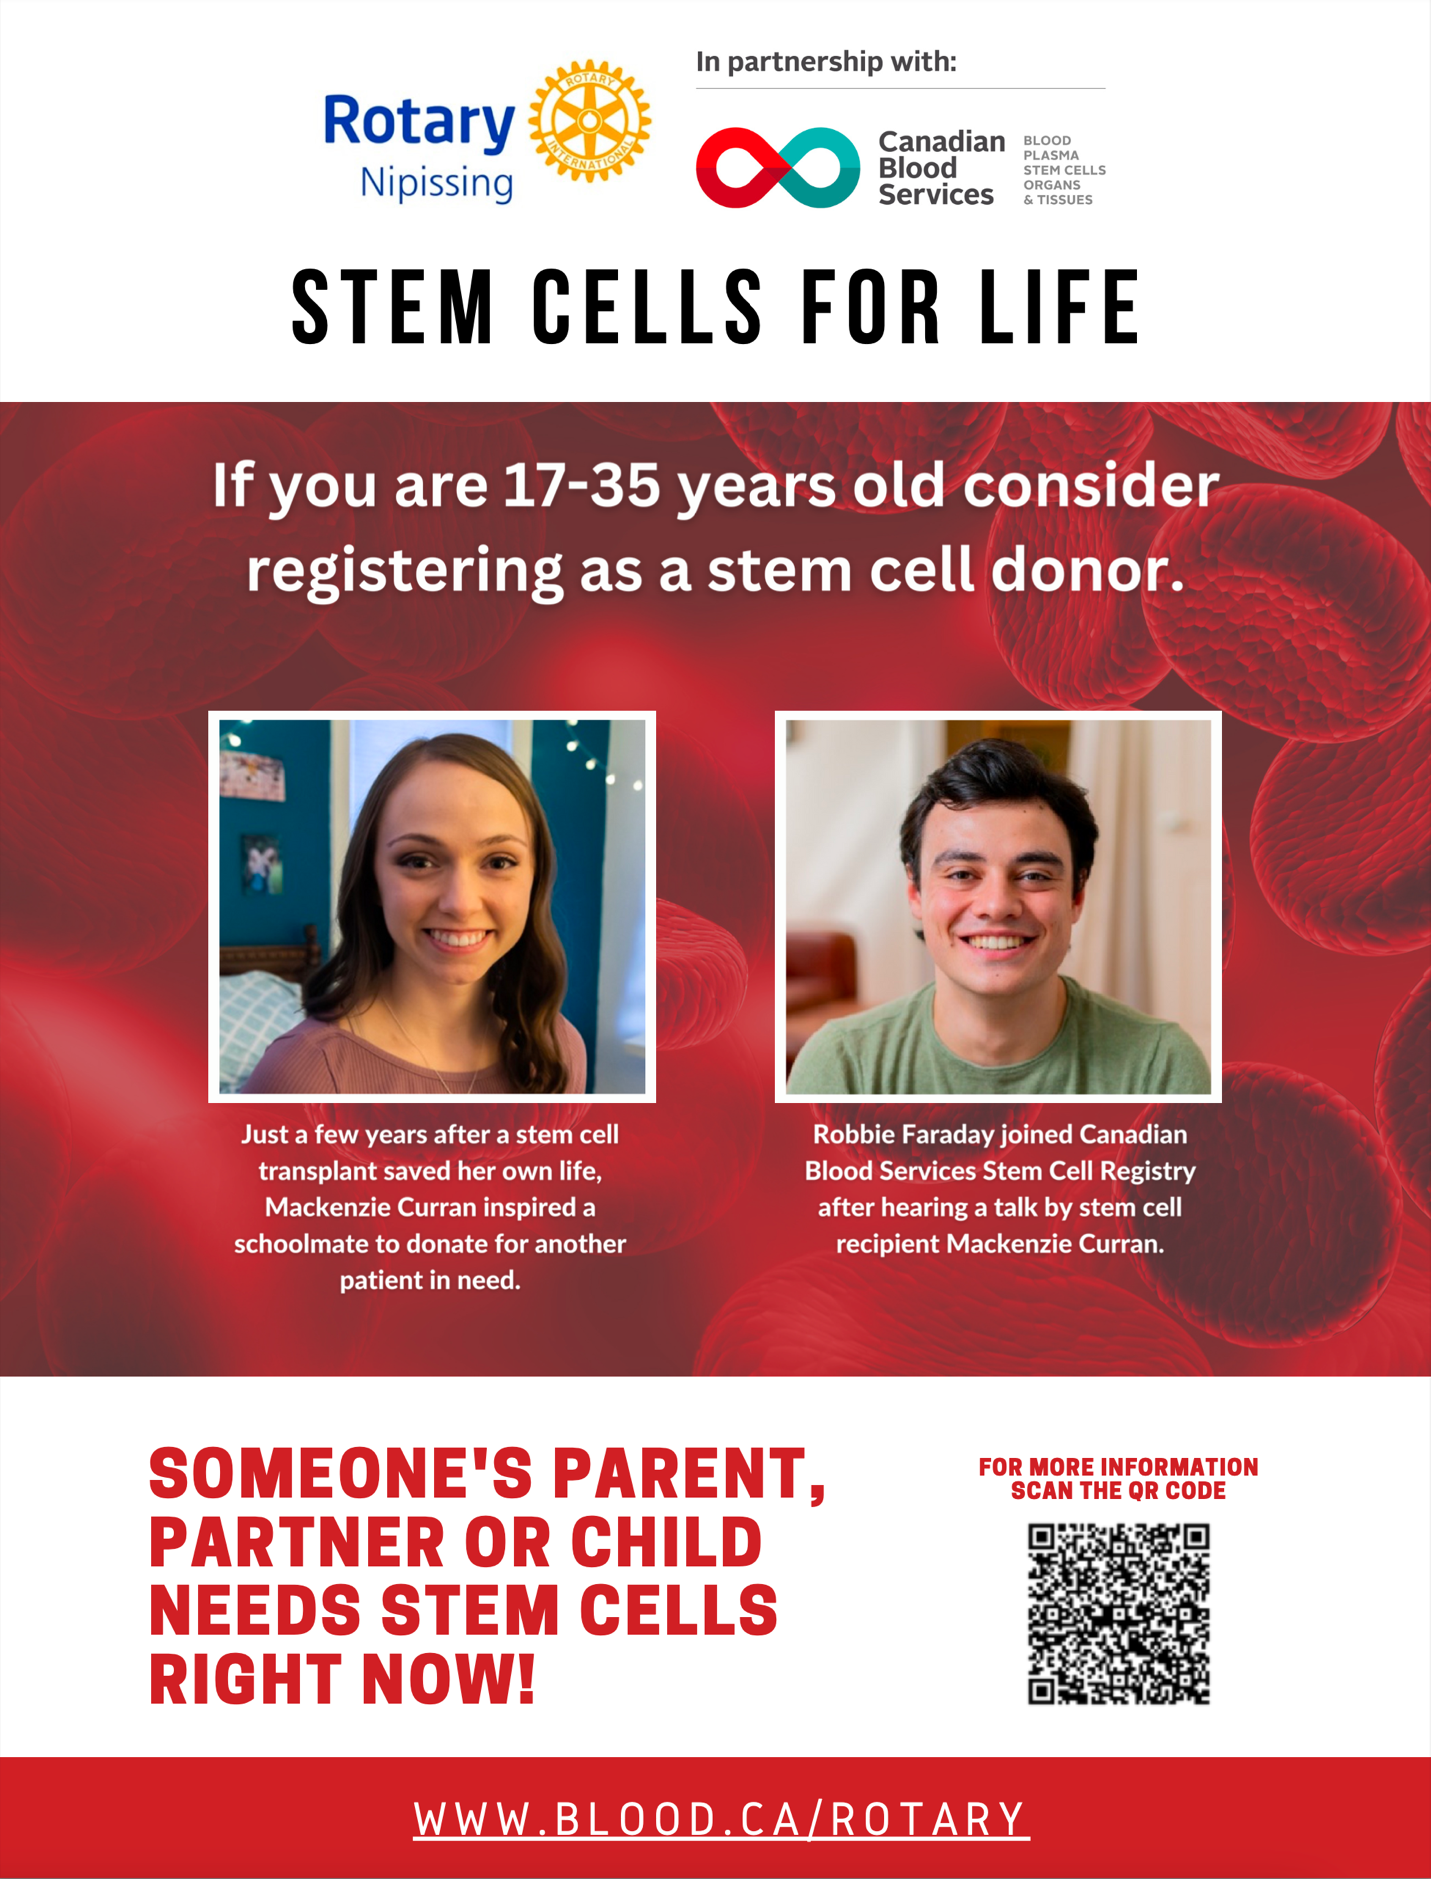 Rotary
Nipissing
ROTARY
INTERNATIONAL
In partnership with:
Canadian
Blood
Services
BLOOD
PLASMA
STEM CELLS
ORGANS
& TISSUES
STEM CELLS FOR LIFE
If you are 17-35 years old consider
registering as a stem cell donor.
Just a few years after a stem cell
transplant saved her own life,
Mackenzie Curran inspired a
schoolmate to donate for another
patient in need.
Robbie Faraday joined Canadian
Blood Services Stem Cell Registry
after hearing a talk by stem cell
recipient Mackenzie Curran.
SOMEONE'S PARENT,
PARTNER OR CHILD
NEEDS STEM CELLS
RIGHT NOW!
FOR MORE INFORMATION
SCAN THE QR CODE
WWW.BLOOD.CA/ROTARY